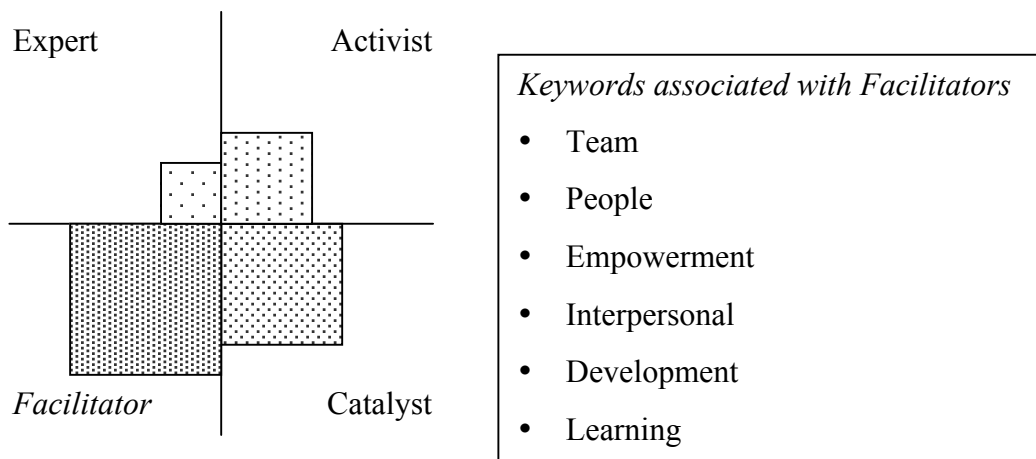 Expert
Activist
Facilitator
Catalyst
Keywords associated with Facilitators
• Team
• People
• Empowerment
• Interpersonal
• Development
• Learning